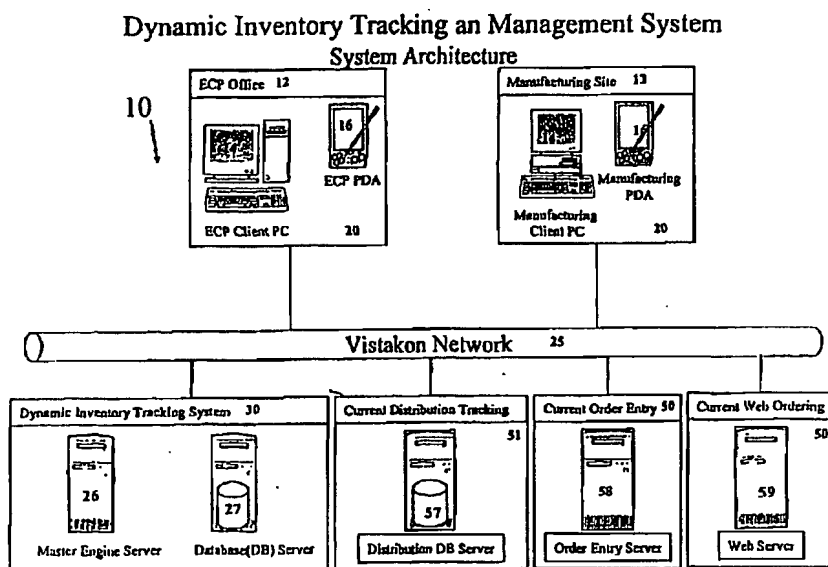 Dynamic Inventory Tracking an Management System
System Architecture
10
ECP Office 12
16
ECP PDA
ECP Client PC 20
Manufacturing Site 13
16
Manufacturing PDA
Manufacturing Client PC 20
Vistakon Network 25
Dynamic Inventory Tracking System 30
26
27
Master Engine Server
Database(DB) Server
Current Distribution Tracking
51
57
Distribution DB Server
Current Order Entry 50
58
Order Entry Server
Current Web Ordering
50
59
Web Server